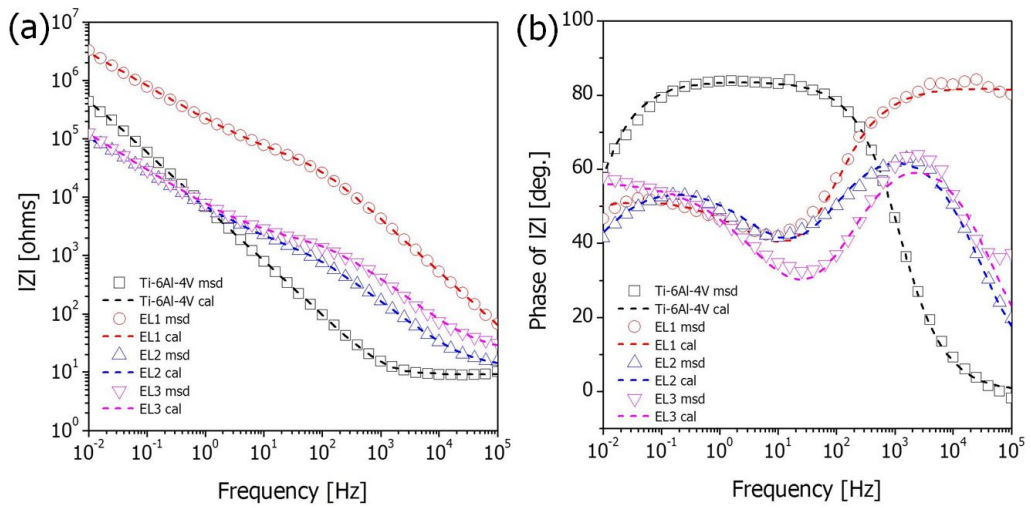 (a)
10^7
10^6
10^5
10^4
10^3
10^2
10^1
10^0
IZI [ohms]
Ti-6Al-4V msd
Ti-6Al-4V cal
EL1 msd
EL1 cal
EL2 msd
EL2 cal
EL3 msd
EL3 cal
10^-2 10^-1 10^0 10^1 10^2 10^3 10^4 10^5
Frequency [Hz]
(b)
100
80
60
40
20
0
Phase of IZI [deg.]
Ti-6Al-4V msd
Ti-6Al-4V cal
EL1 msd
EL1 cal
EL2 msd
EL2 cal
EL3 msd
EL3 cal
10^-2 10^-1 10^0 10^1 10^2 10^3 10^4 10^5
Frequency [Hz]